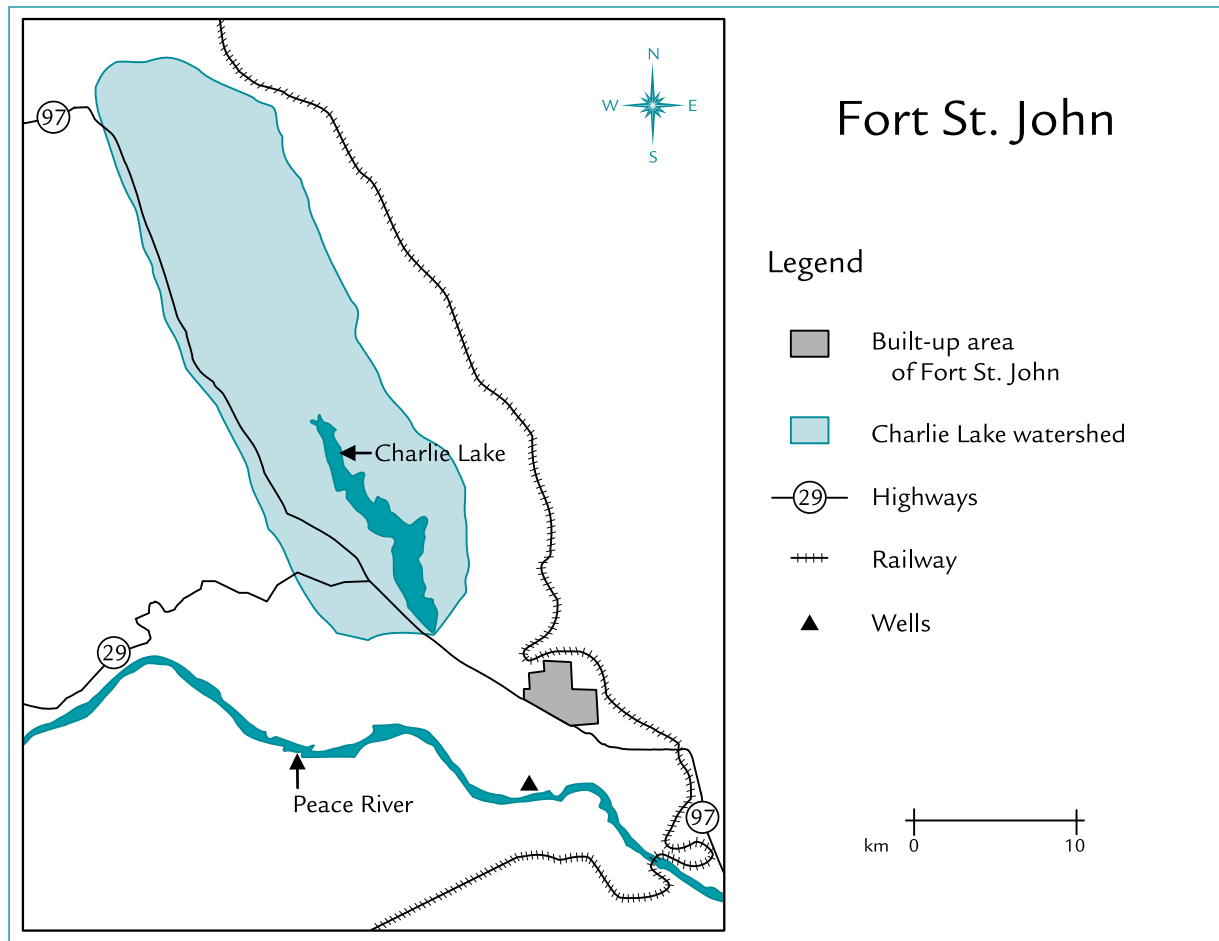 Fort St. John
N
W E
S
97
Legend
Built-up area
of Fort St. John
Charlie Lake watershed
29 Highways
Railway
Wells
Charlie Lake
29
Peace River
97
km 0 10